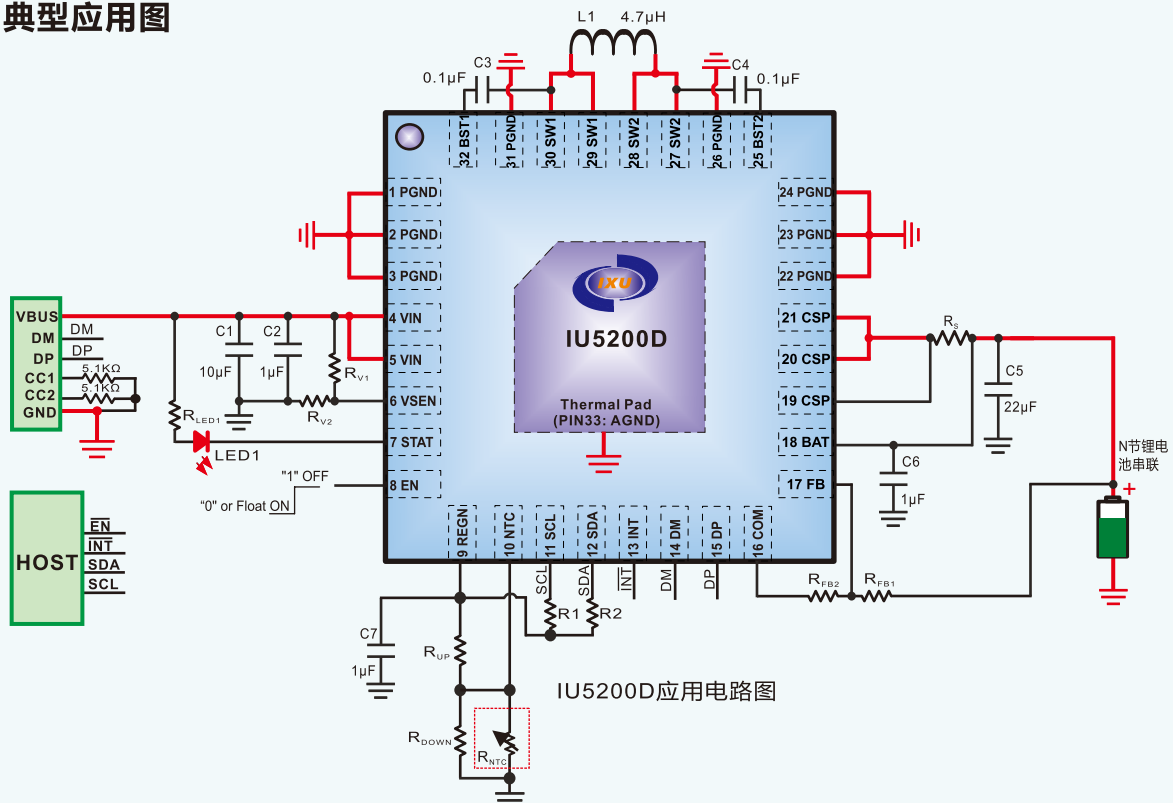 典型应用图
L1 4.7μH
C3
0.1μF
C4
0.1μF
32 BST1
31 PGND
30 SW1
29 SW1
28 SW2
27 SW2
26 PGND
25 BST2
1 PGND
2 PGND
3 PGND
4 VIN
5 VIN
6 VSEN
7 STAT
8 EN
24 PGND
23 PGND
22 PGND
21 CSP
20 CSP
19 CSP
18 BAT
17 FB
IXU
IU5200D
Thermal Pad
(PIN33: AGND)
VBUS
DM
DP
CC1
CC2
GND
DM
DP
5.1KΩ
5.1KΩ
C1
10μF
C2
1μF
RV1
RV2
RLED1
LED1
"1" OFF
“0" or Float ON
RS
C5
22μF
C6
1μF
N节锂电
池串联
+
HOST
EN
INT
SDA
SCL
9 REGN
10 NTC
11 SCL
12 SDA
13 INT
14 DM
15 DP
16 COM
SCL
SDA
INT
DM
DP
R1
R2
RFB2
RFB1
C7
1μF
RUP
RDOWN
RNTC
IU5200D应用电路图